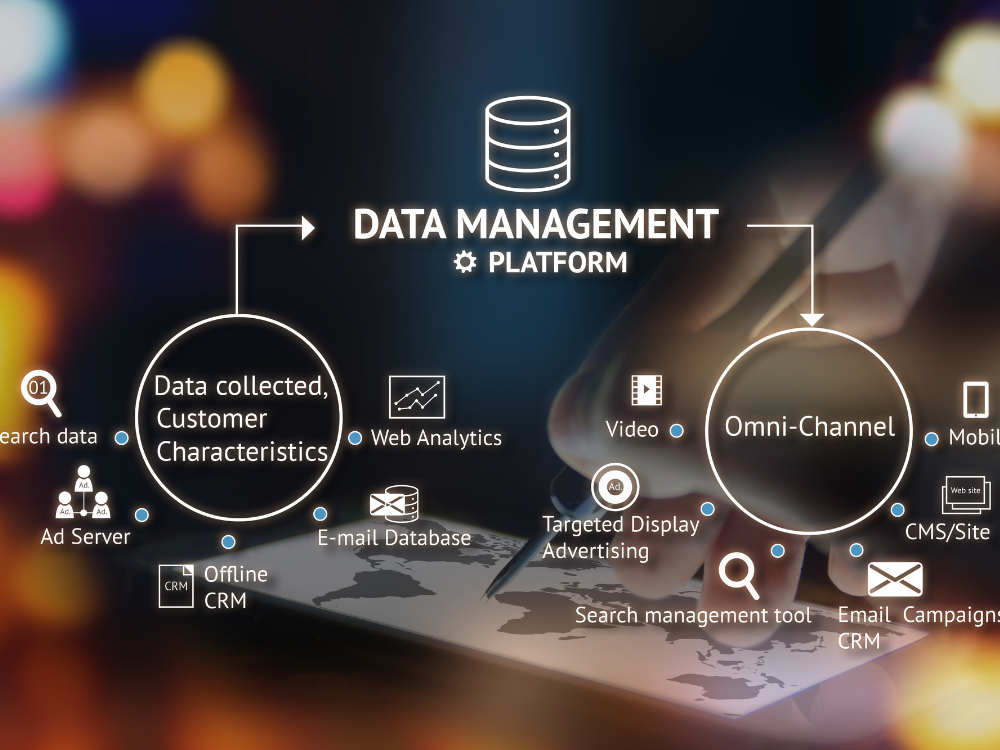 DATA MANAGEMENT
PLATFORM
Data collected,
Customer
Characteristics
01
earch data
Ad.
Ad.
Ad.
Ad Server
CRM
Offline
CRM
Web Analytics
E-mail Database
Omni-Channel
Video
Ad.
Targeted Display
Advertising
Search management tool
Email Campaigns
CRM
Mobil
Web site
CMS/Site